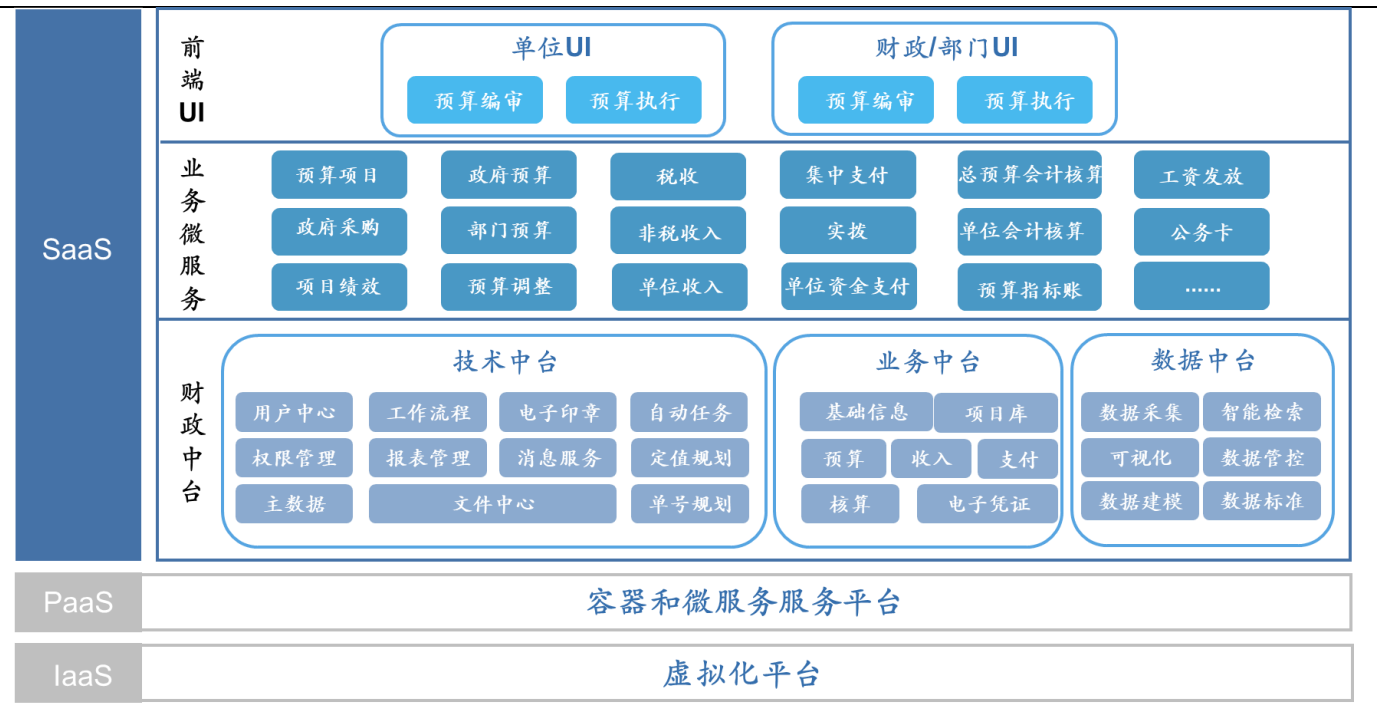 SaaS
前端UI
单位UI
预算编审
预算执行
财政/部门UI
预算编审
预算执行
业务微服务
预算项目
政府预算
税收
集中支付
总预算会计核算
工资发放
政府采购
部门预算
非税收入
实拨
单位会计核算
公务卡
项目绩效
预算调整
单位收入
单位资金支付
预算指标账
......
财政中台
技术中台
用户中心
工作流程
电子印章
自动任务
权限管理
报表管理
消息服务
定值规划
主数据
文件中心
单号规划
业务中台
基础信息
项目库
预算
收入
支付
核算
电子凭证
数据中台
数据采集
智能检索
可视化
数据管控
数据建模
数据标准
PaaS
容器和微服务服务平台
IaaS
虚拟化平台